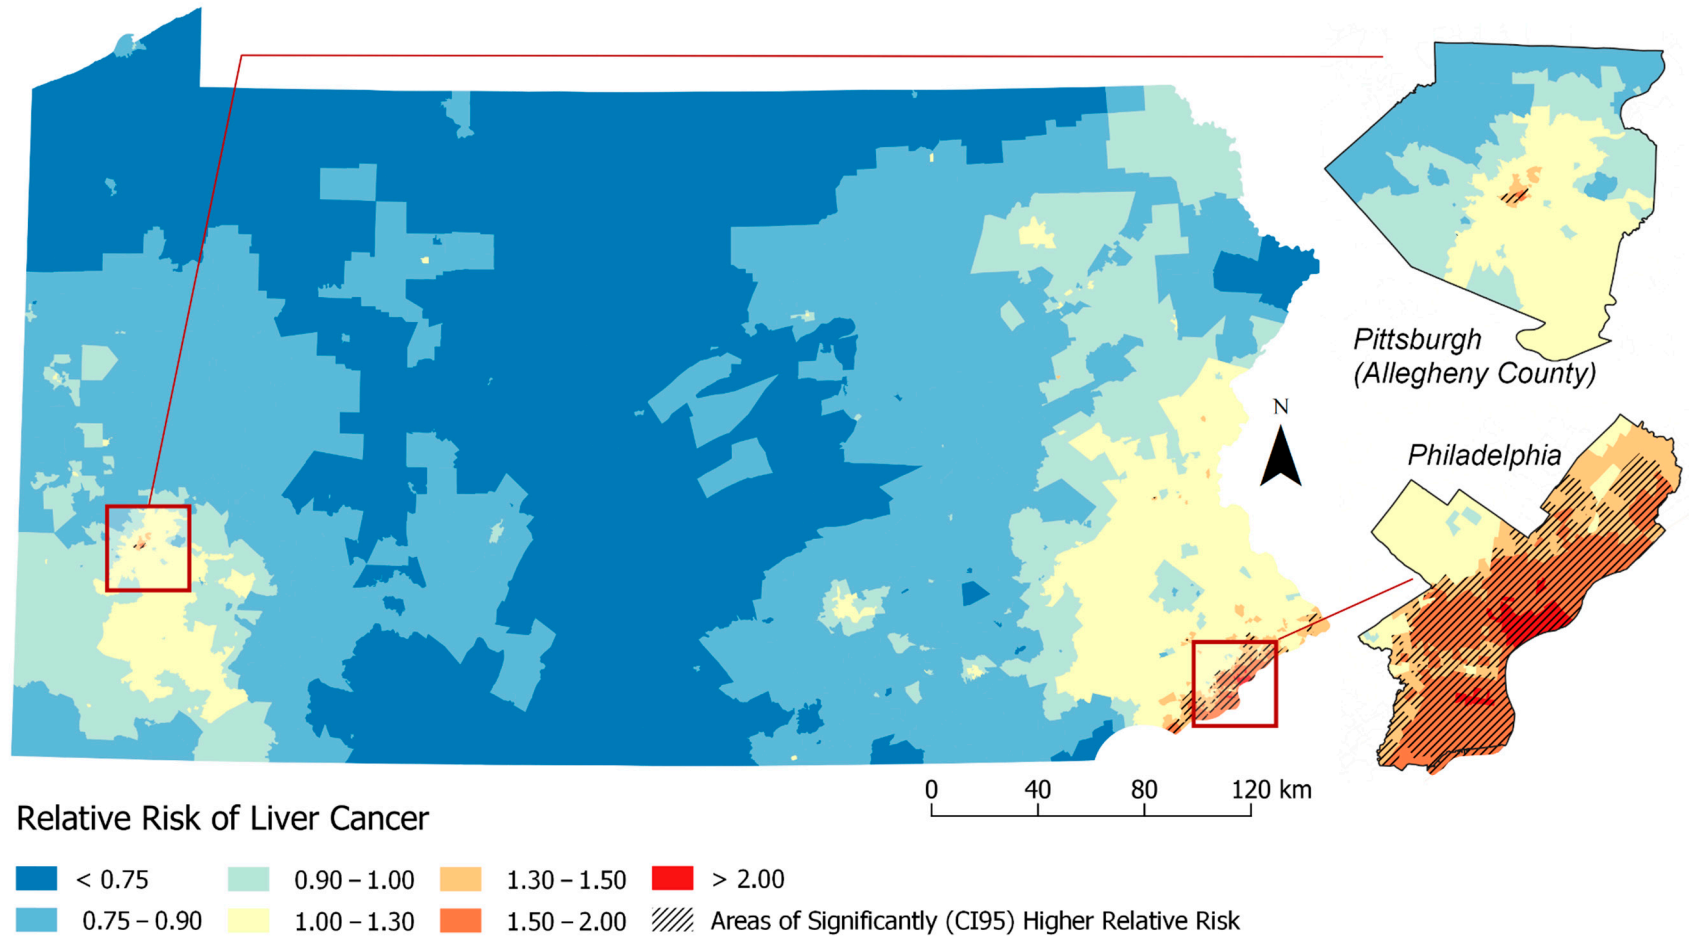 Pittsburgh
(Allegheny County)
N
Philadelphia
0 40 80 120 km
Relative Risk of Liver Cancer
< 0.75 0.90 – 1.00 1.30 – 1.50 > 2.00
0.75 – 0.90 1.00 – 1.30 1.50 – 2.00 Areas of Significantly (CI95) Higher Relative Risk